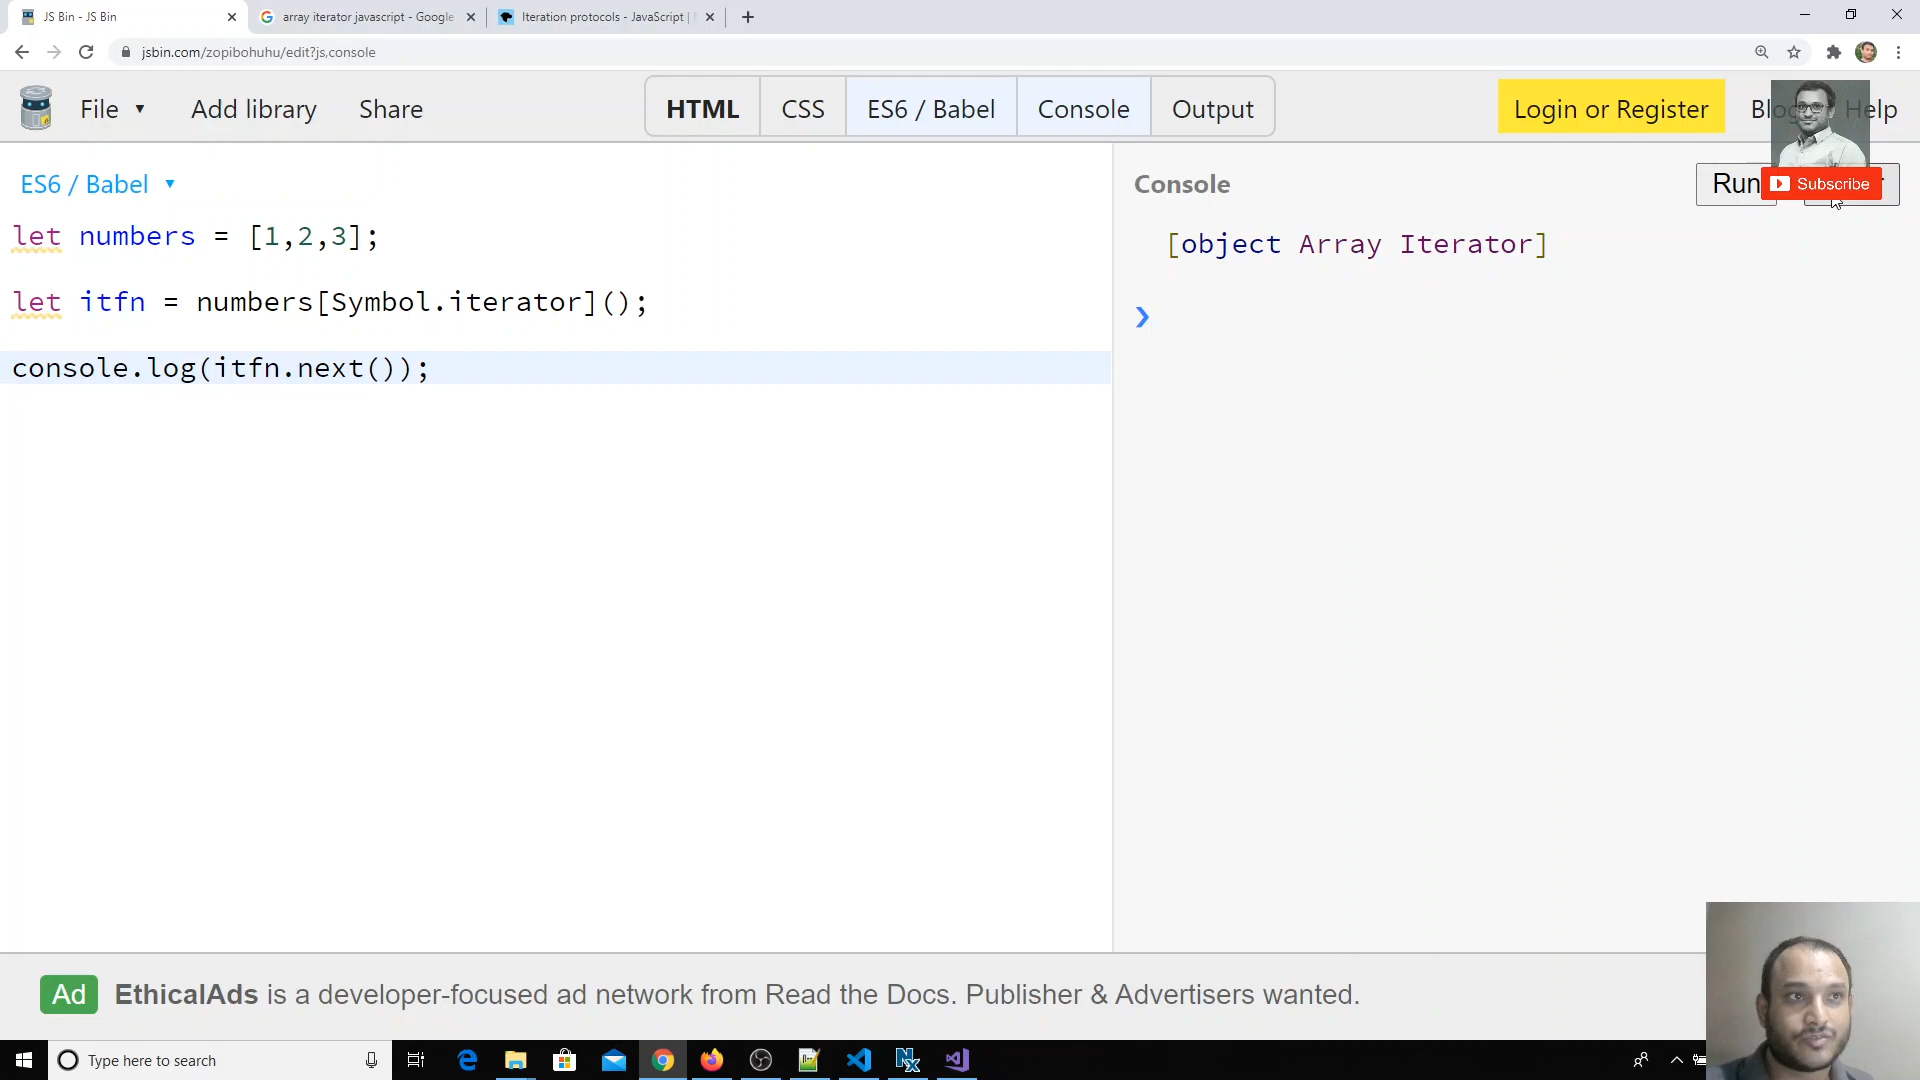 JS Bin - JS Bin
array iterator javascript - Google
Iteration protocols - JavaScript |
jsbin.com/zopibohuhu/edit?js,console
File
Add library
Share
HTML
CSS
ES6 / Babel
Console
Output
Login or Register
Blog
Help
ES6 / Babel
let numbers = [1,2,3];
let itfn = numbers[Symbol.iterator]();
console.log(itfn.next());
Console
Run
Subscribe
[object Array Iterator]
Ad
EthicalAds is a developer-focused ad network from Read the Docs. Publisher & Advertisers wanted.
Type here to search